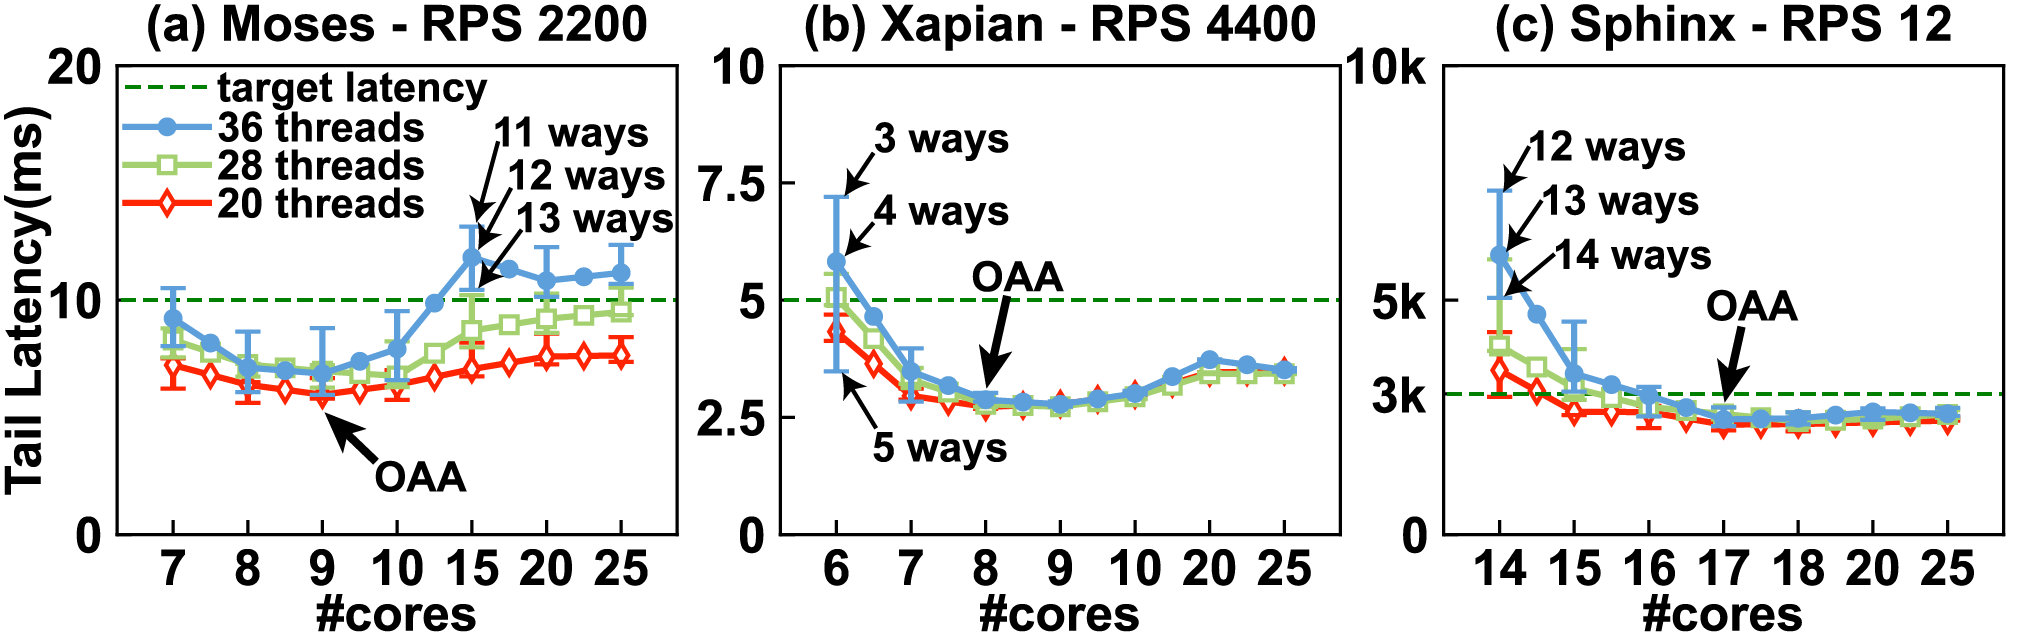 (a) Moses - RPS 2200
Tail Latency(ms)
20
10
0
target latency
36 threads
28 threads
20 threads
11 ways
12 ways
13 ways
OAA
7 8 9 10 15 20 25
#cores
(b) Xapian - RPS 4400
10
7.5
5
2.5
0
3 ways
4 ways
OAA
5 ways
6 7 8 9 10 20 25
#cores
(c) Sphinx - RPS 12
10k
5k
3k
0
12 ways
13 ways
14 ways
OAA
14 15 16 17 18 20 25
#cores